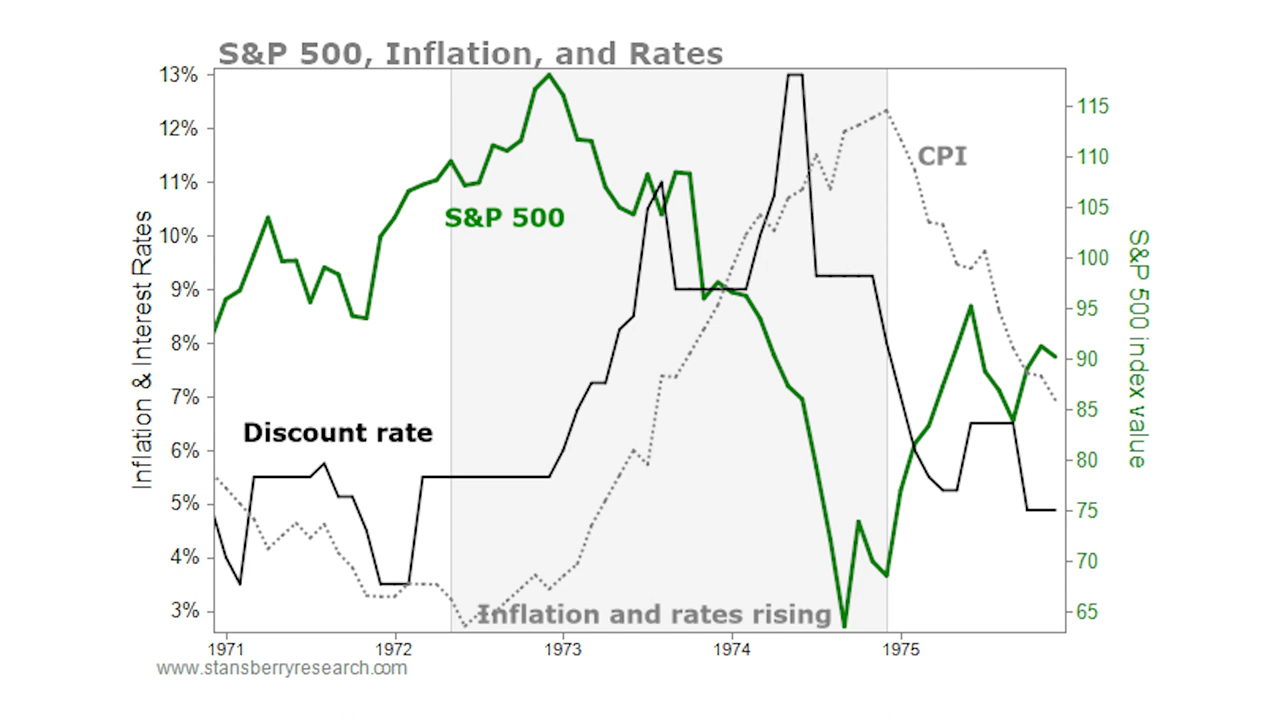 S&P 500, Inflation, and Rates
13%
12%
11%
10%
9%
8%
7%
6%
5%
4%
3%
Inflation & Interest Rates
115
110
105
100
95
90
85
80
75
70
65
S&P 500 index value
CPI
S&P 500
Discount rate
Inflation and rates rising
1971 1972 1973 1974 1975
www.stansberryresearch.com